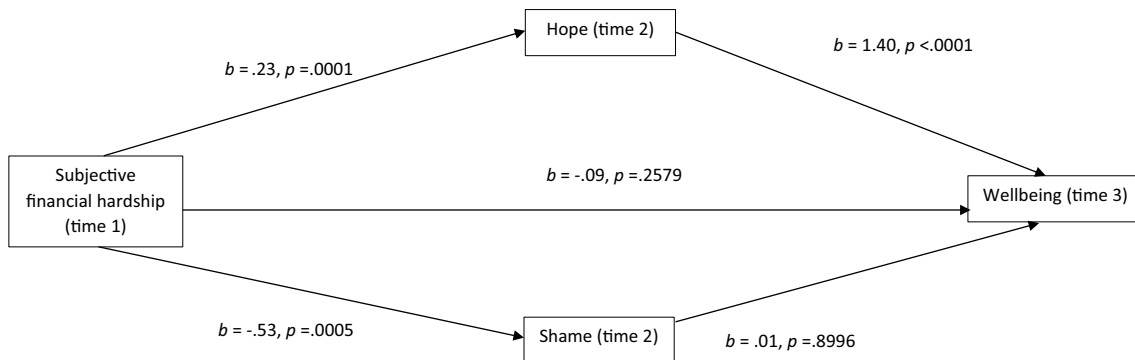 Hope (time 2)
b = 1.40, p <.0001
b = .23, p =.0001
Subjective
financial hardship
(time 1)
b = -.09, p =.2579
Wellbeing (time 3)
b = -.53, p =.0005
Shame (time 2)
b = .01, p =.8996